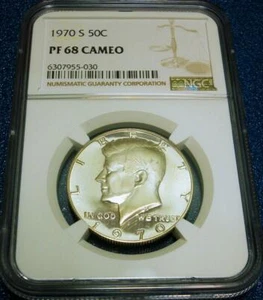 1970 S 50C
PF 68 CAMEO
6307955-030
NUMISMATIC GUARANTY CORPORATION
NGC
LIBERTY
IN GOD WE TRUST
1970